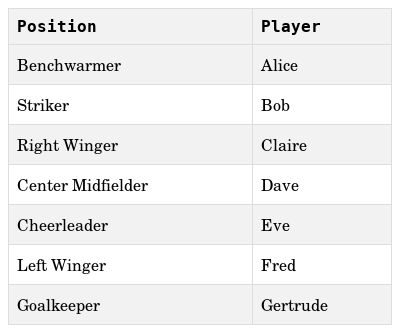 Position Player
Benchwarmer Alice
Striker Bob
Right Winger Claire
Center Midfielder Dave
Cheerleader Eve
Left Winger Fred
Goalkeeper Gertrude